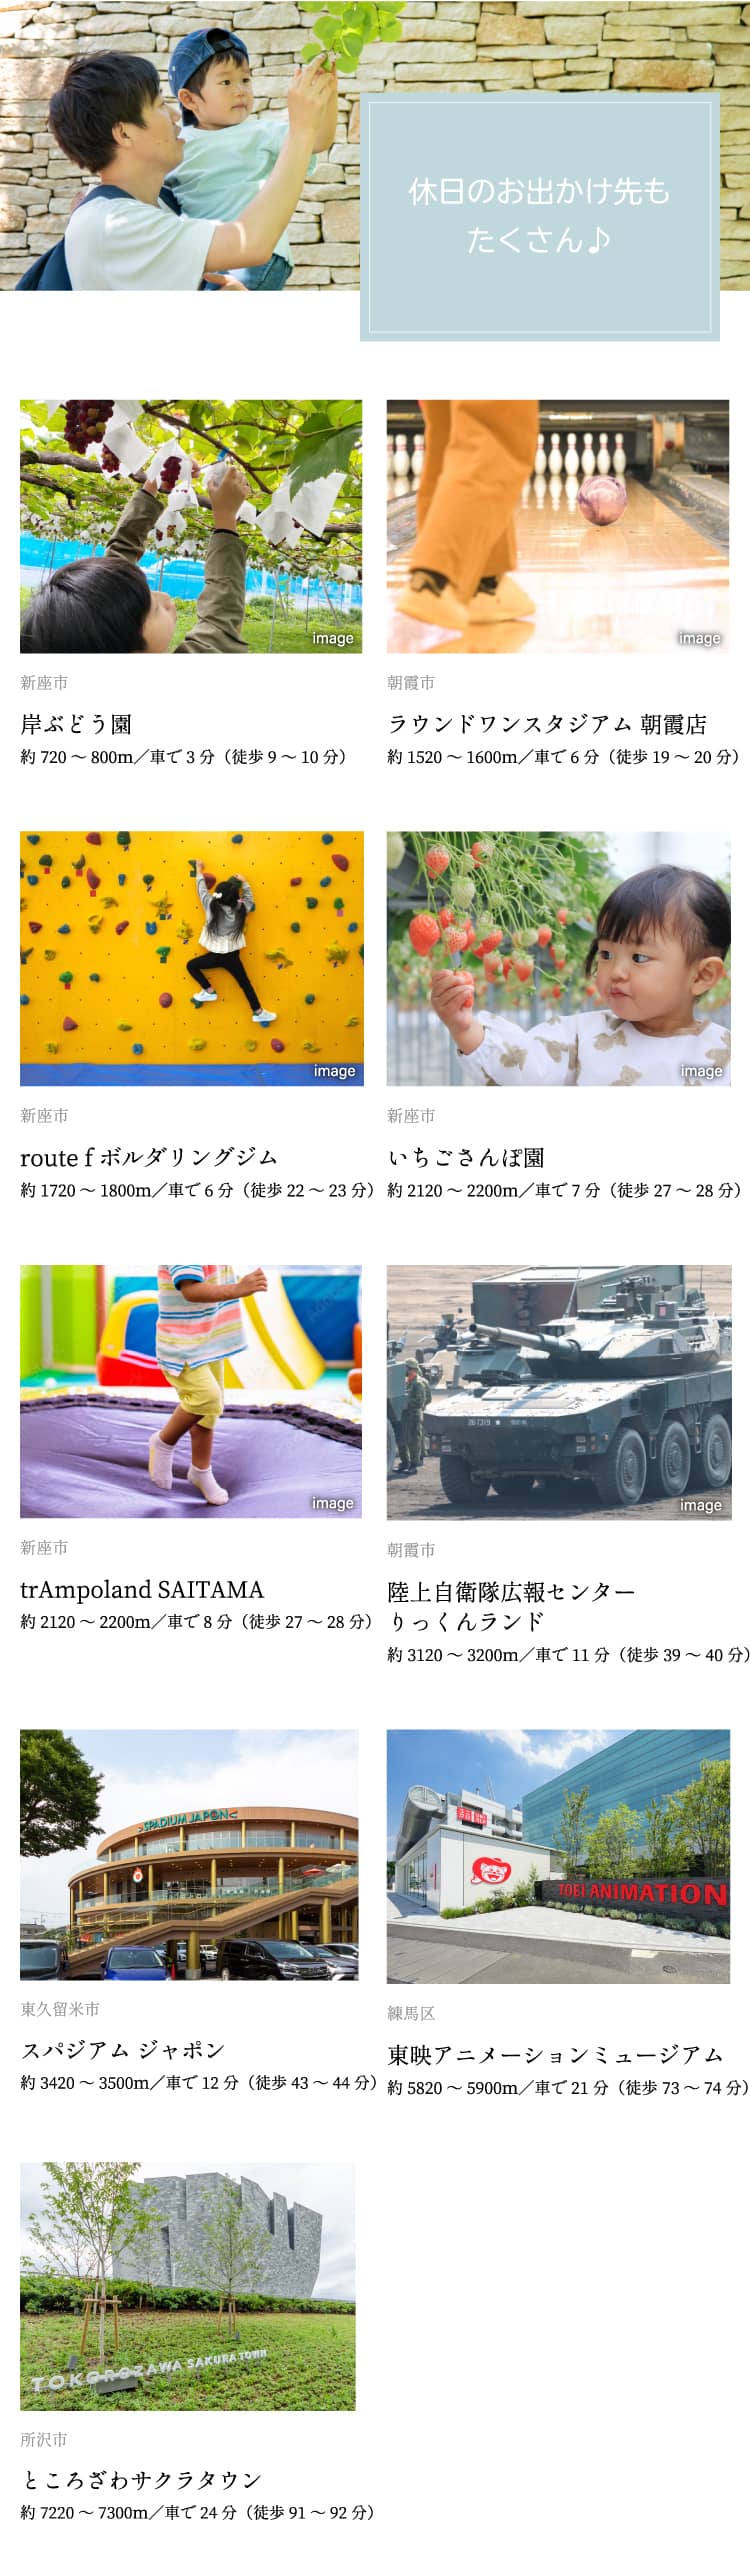 休日のお出かけ先も
たくさん♪
image
新座市
岸ぶどう園
約 720 ～ 800m／車で 3 分（徒歩 9 ～ 10 分）
image
朝霞市
ラウンドワンスタジアム 朝霞店
約 1520 ～ 1600m／車で 6 分（徒歩 19 ～ 20 分）
image
新座市
route f ボルダリングジム
約 1720 ～ 1800m／車で 6 分（徒歩 22 ～ 23 分）
image
新座市
いちごさんぽ園
約 2120 ～ 2200m／車で 7 分（徒歩 27 ～ 28 分）
image
新座市
trAmpoland SAITAMA
約 2120 ～ 2200m／車で 8 分（徒歩 27 ～ 28 分）
image
朝霞市
陸上自衛隊広報センター
りっくんランド
約 3120 ～ 3200m／車で 11 分（徒歩 39 ～ 40 分）
SPADIUM JAPON
東久留米市
スパジアム ジャポン
約 3420 ～ 3500m／車で 12 分（徒歩 43 ～ 44 分）
TOEI ANIMATION
練馬区
東映アニメーションミュージアム
約 5820 ～ 5900m／車で 21 分（徒歩 73 ～ 74 分）
TOKOROZAWA SAKURA TOWN
所沢市
ところざわサクラタウン
約 7220 ～ 7300m／車で 24 分（徒歩 91 ～ 92 分）